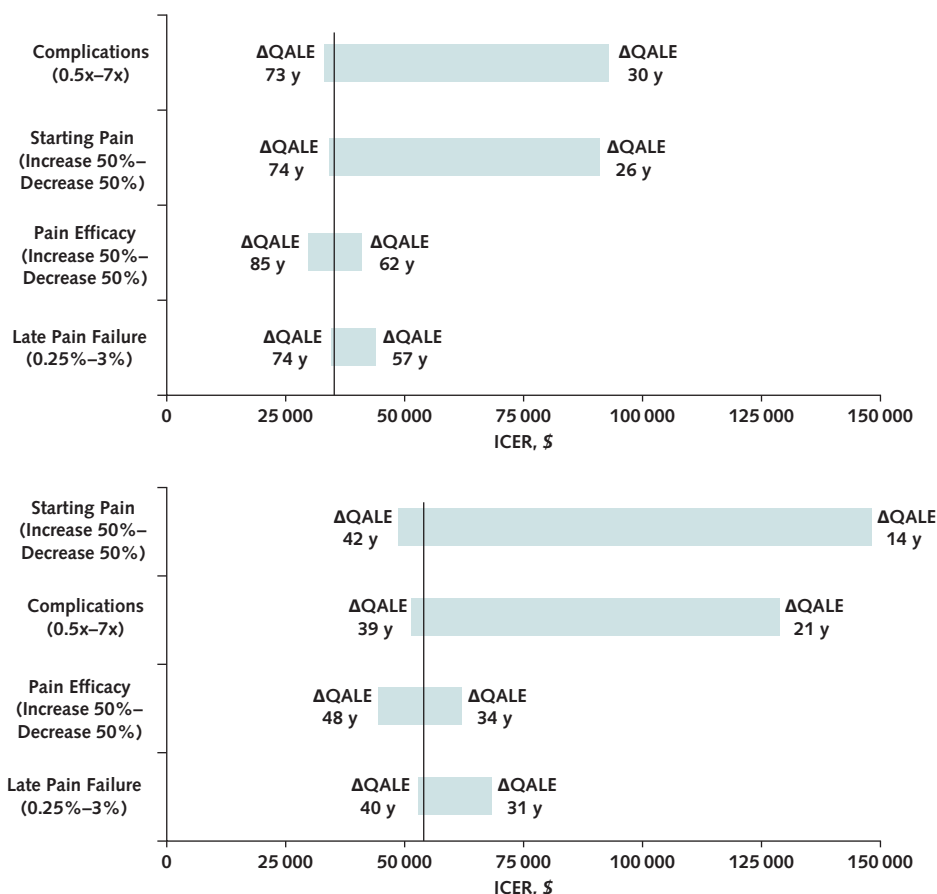 Complications
(0.5x–7x)
ΔQALE
73 y
ΔQALE
30 y
Starting Pain
(Increase 50%–
Decrease 50%)
ΔQALE
74 y
ΔQALE
26 y
Pain Efficacy
(Increase 50%–
Decrease 50%)
ΔQALE
85 y
ΔQALE
62 y
Late Pain Failure
(0.25%–3%)
ΔQALE
74 y
ΔQALE
57 y
0 25 000 50 000 75 000 100 000 125 000 150 000
ICER, $
Starting Pain
(Increase 50%–
Decrease 50%)
ΔQALE
42 y
ΔQALE
14 y
Complications
(0.5x–7x)
ΔQALE
39 y
ΔQALE
21 y
Pain Efficacy
(Increase 50%–
Decrease 50%)
ΔQALE
48 y
ΔQALE
34 y
Late Pain Failure
(0.25%–3%)
ΔQALE
40 y
ΔQALE
31 y
0 25 000 50 000 75 000 100 000 125 000 150 000
ICER, $